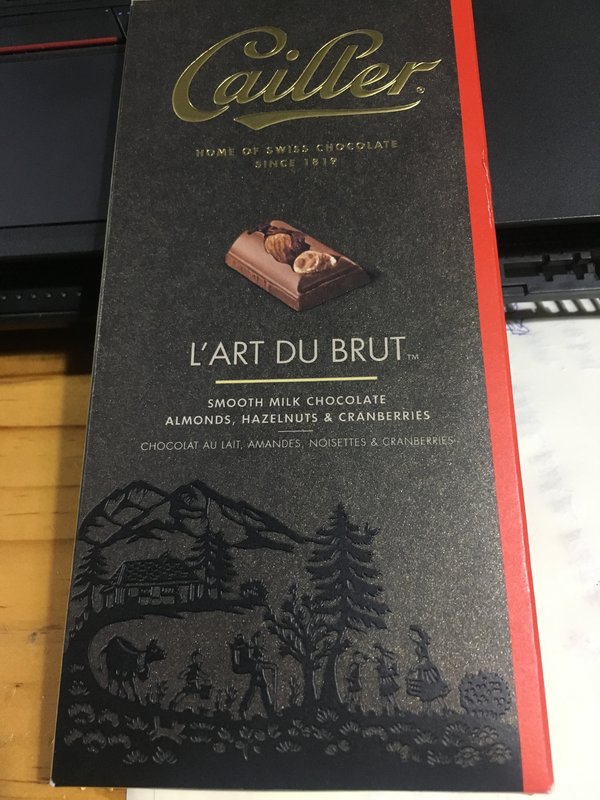 Cailler®
HOME OF SWISS CHOCOLATE
SINCE 1819
L'ART DU BRUT™
SMOOTH MILK CHOCOLATE
ALMONDS, HAZELNUTS & CRANBERRIES
CHOCOLAT AU LAIT, AMANDES, NOISETTES & CRANBERRIES